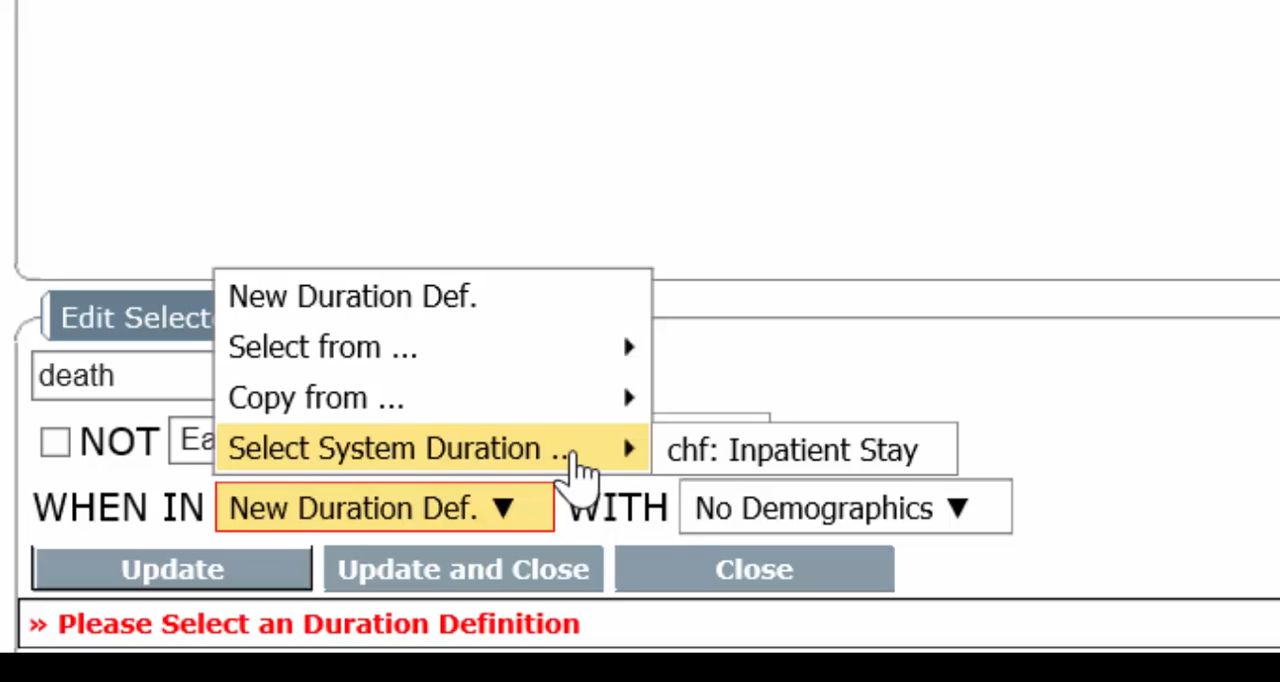 New Duration Def.
Edit Select
Select from ...
death
Copy from ...
NOT Ea
Select System Duration ...
chf: Inpatient Stay
WHEN IN New Duration Def. ▼ WITH No Demographics ▼
Update Update and Close Close
» Please Select an Duration Definition